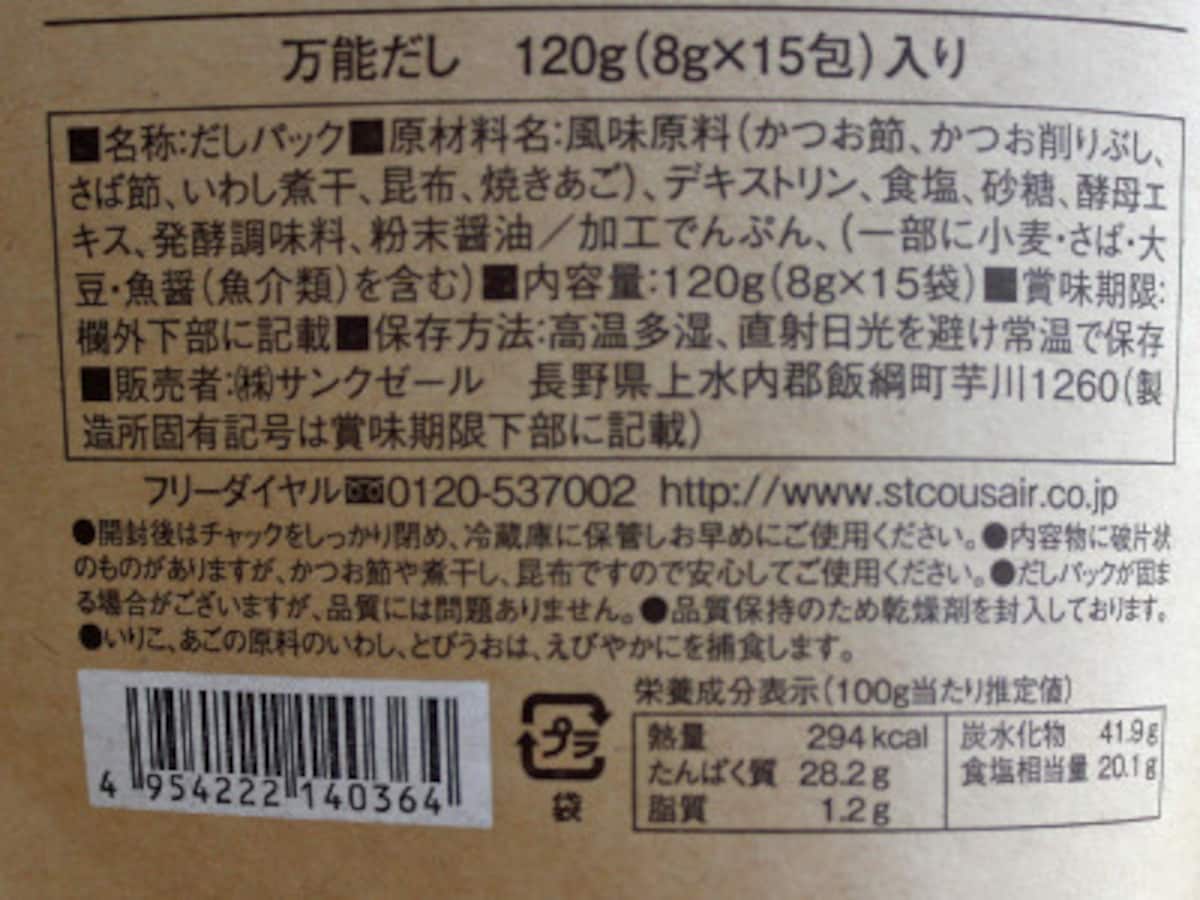 万能だし　120g(8g×15包)入り
■名称:だしパック■原材料名:風味原料(かつお節、かつお削りぶし、
さば節、いわし煮干、昆布、焼きあご)、デキストリン、食塩、砂糖、酵母エ
キス、発酵調味料、粉末醤油／加工でんぷん、(一部に小麦・さば・大
豆・魚醤(魚介類)を含む)■内容量:120g(8g×15袋)■賞味期限:
欄外下部に記載■保存方法:高温多湿、直射日光を避け常温で保存
■販売者:㈱サンクゼール　長野県上水内郡飯綱町芋川1260(製
造所固有記号は賞味期限下部に記載)
フリーダイヤル 0120-537002 http://www.stcousair.co.jp
●開封後はチャックをしっかり閉め、冷蔵庫に保管しお早めにご使用ください。●内容物に破片状
のものがありますが、かつお節や煮干し、昆布ですので安心してご使用ください。●だしパックが固ま
る場合がございますが、品質には問題ありません。●品質保持のため乾燥剤を封入しております。
●いりこ、あごの原料のいわし、とびうおは、えびやかにを捕食します。
4 954222 140364
プラ
袋
栄養成分表示(100g当たり推定値)
熱量 294kcal 炭水化物 41.9g
たんぱく質 28.2g 食塩相当量 20.1g
脂質 1.2g